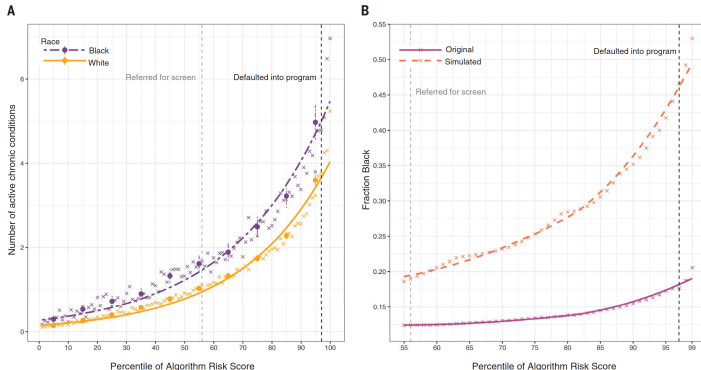 A
Race
Black
White
Referred for screen
Defaulted into program
Number of active chronic conditions
6
4
2
0
0
10
20
30
40
50
60
70
80
90
100
Percentile of Algorithm Risk Score
B
Original
Simulated
Defaulted into program
Referred for screen
Fraction Black
0.55
0.50
0.45
0.40
0.35
0.30
0.25
0.20
0.15
55
60
65
70
75
80
85
90
95
99
Percentile of Algorithm Risk Score